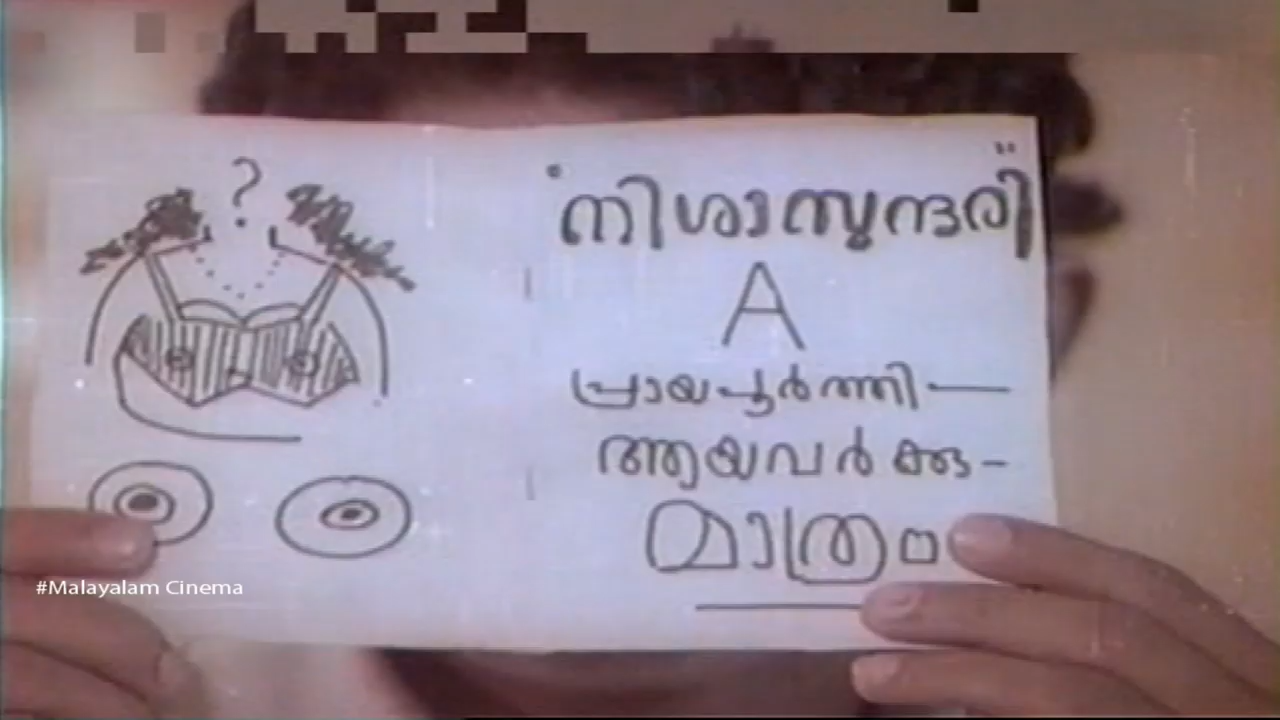 ?
"നിശാസുന്ദരി"
A
പ്രായപൂർത്തി—
ആയവർക്കു-
മാത്രം
#Malayalam Cinema